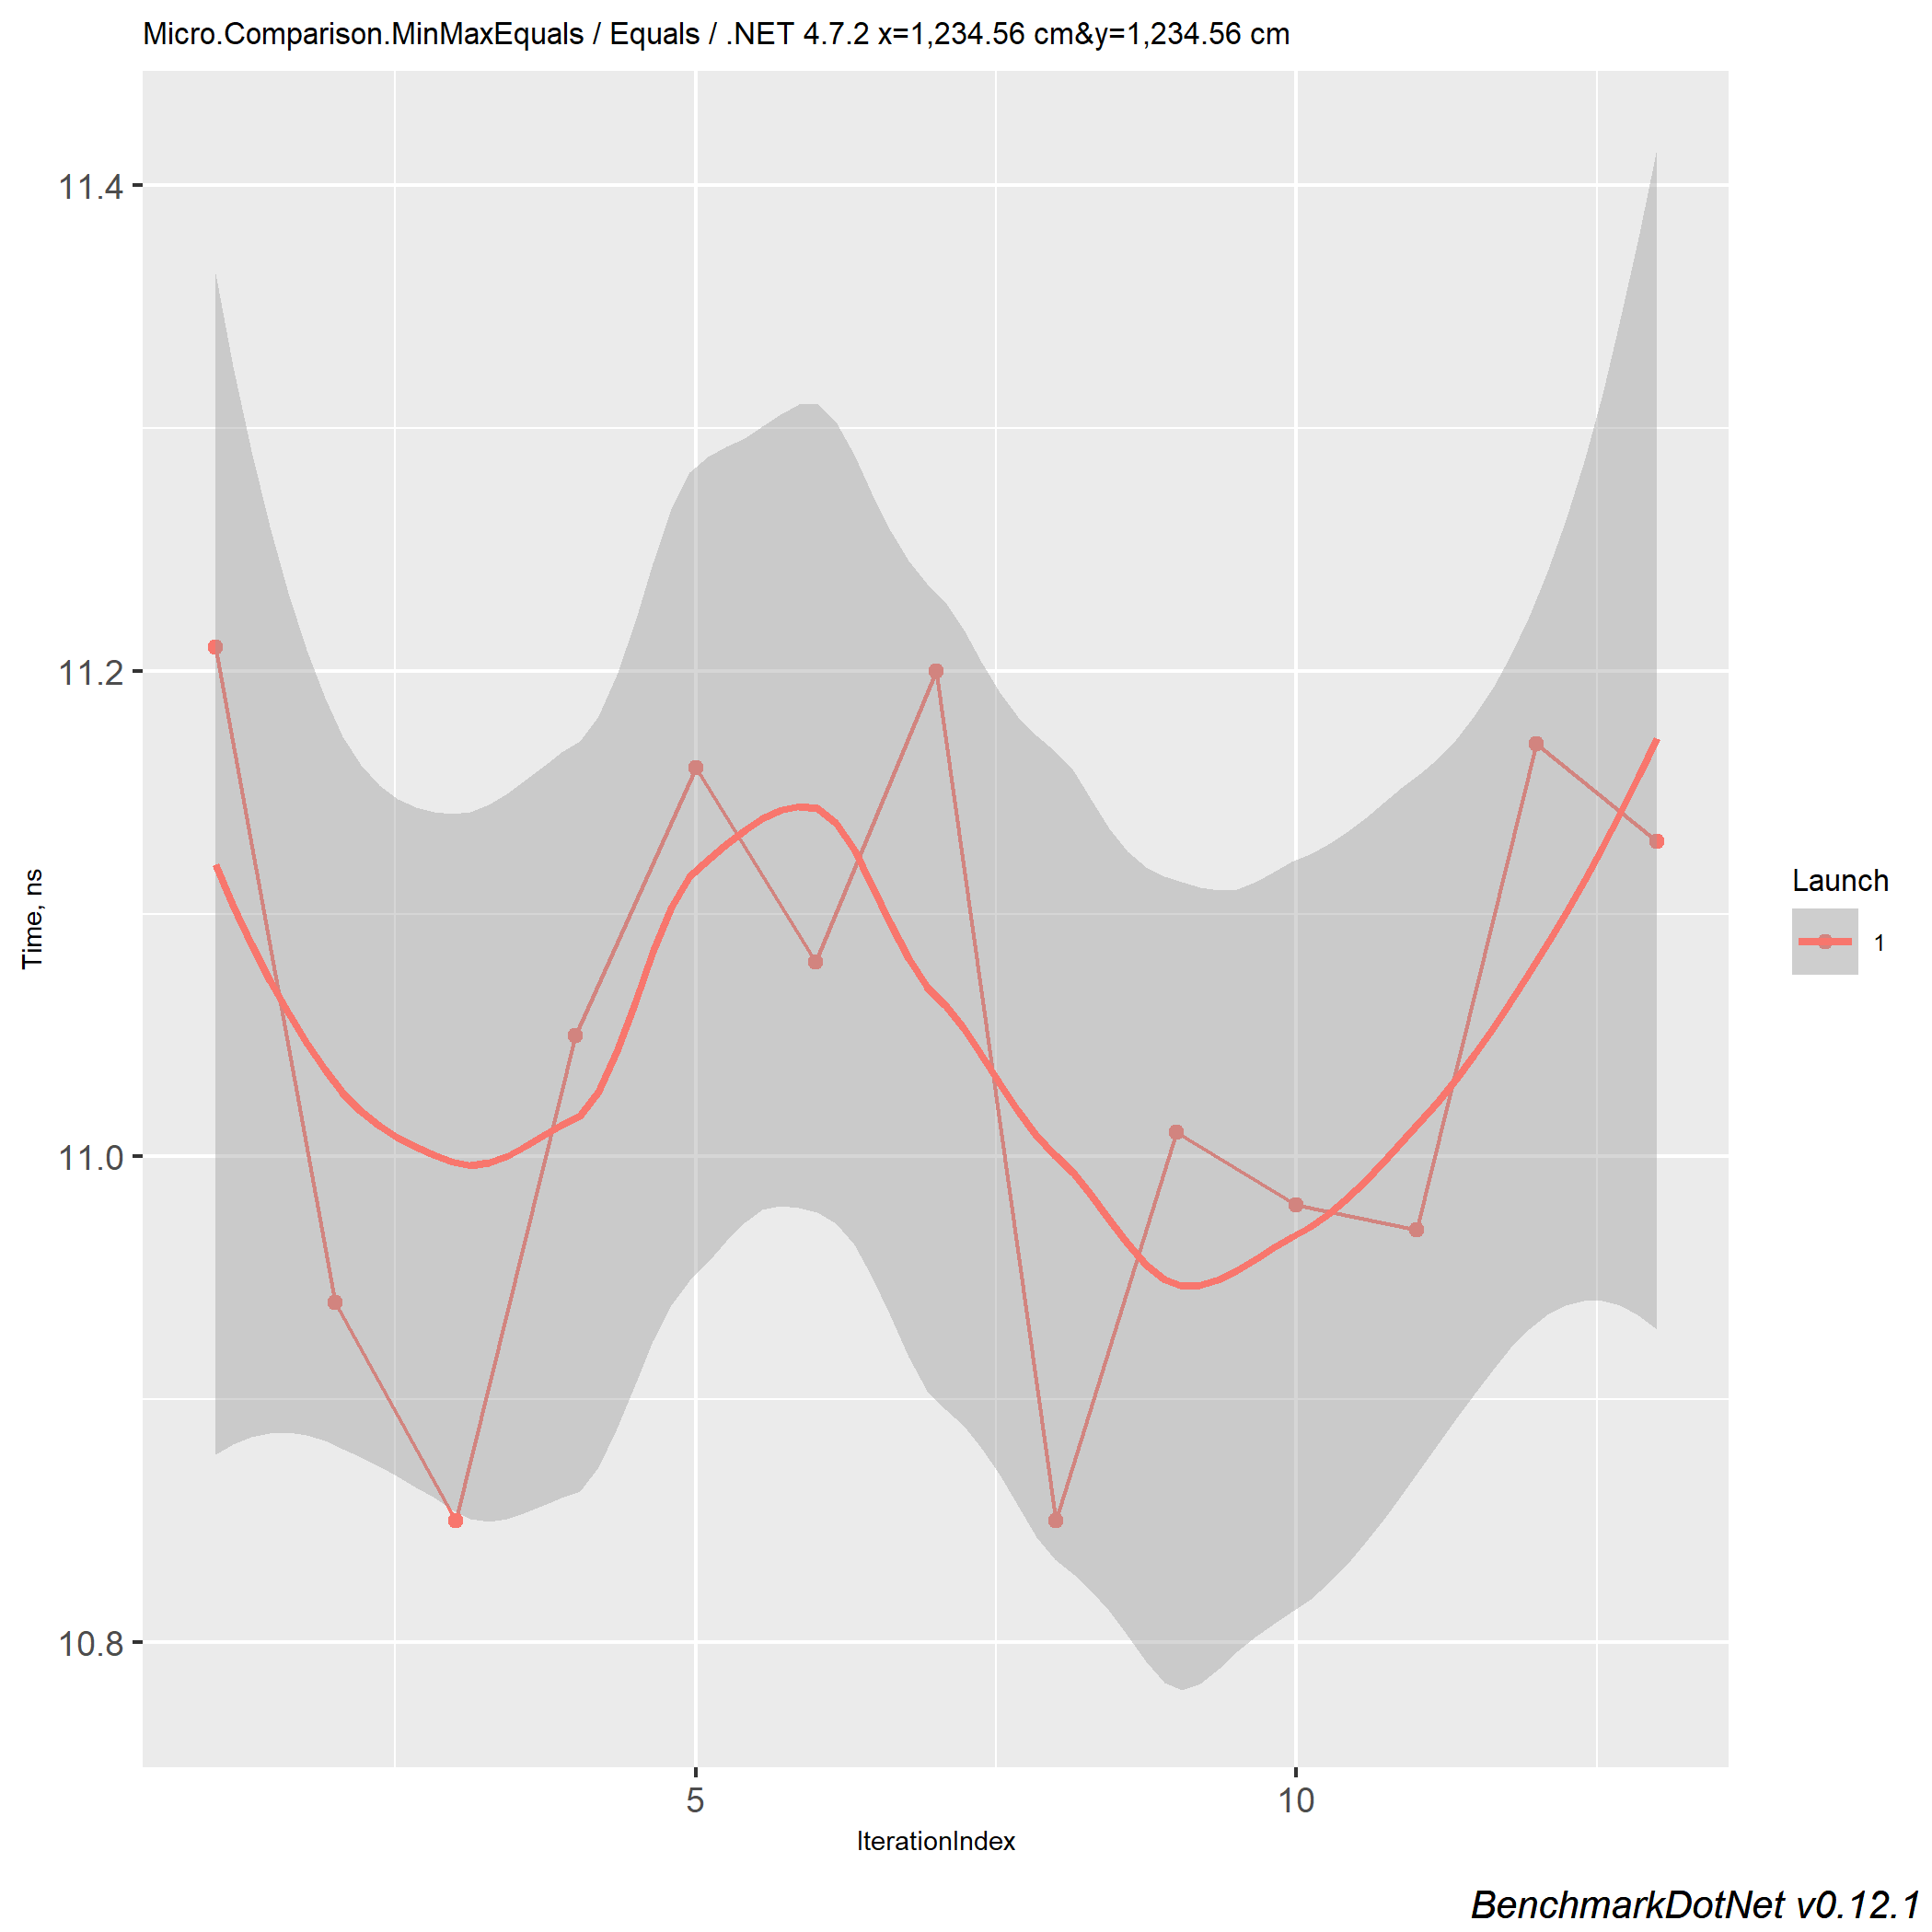 Micro.Comparison.MinMaxEquals / Equals / .NET 4.7.2 x=1,234.56 cm&y=1,234.56 cm
11.4
11.2
11.0
10.8
Time, ns
5
10
IterationIndex
Launch
1
BenchmarkDotNet v0.12.1